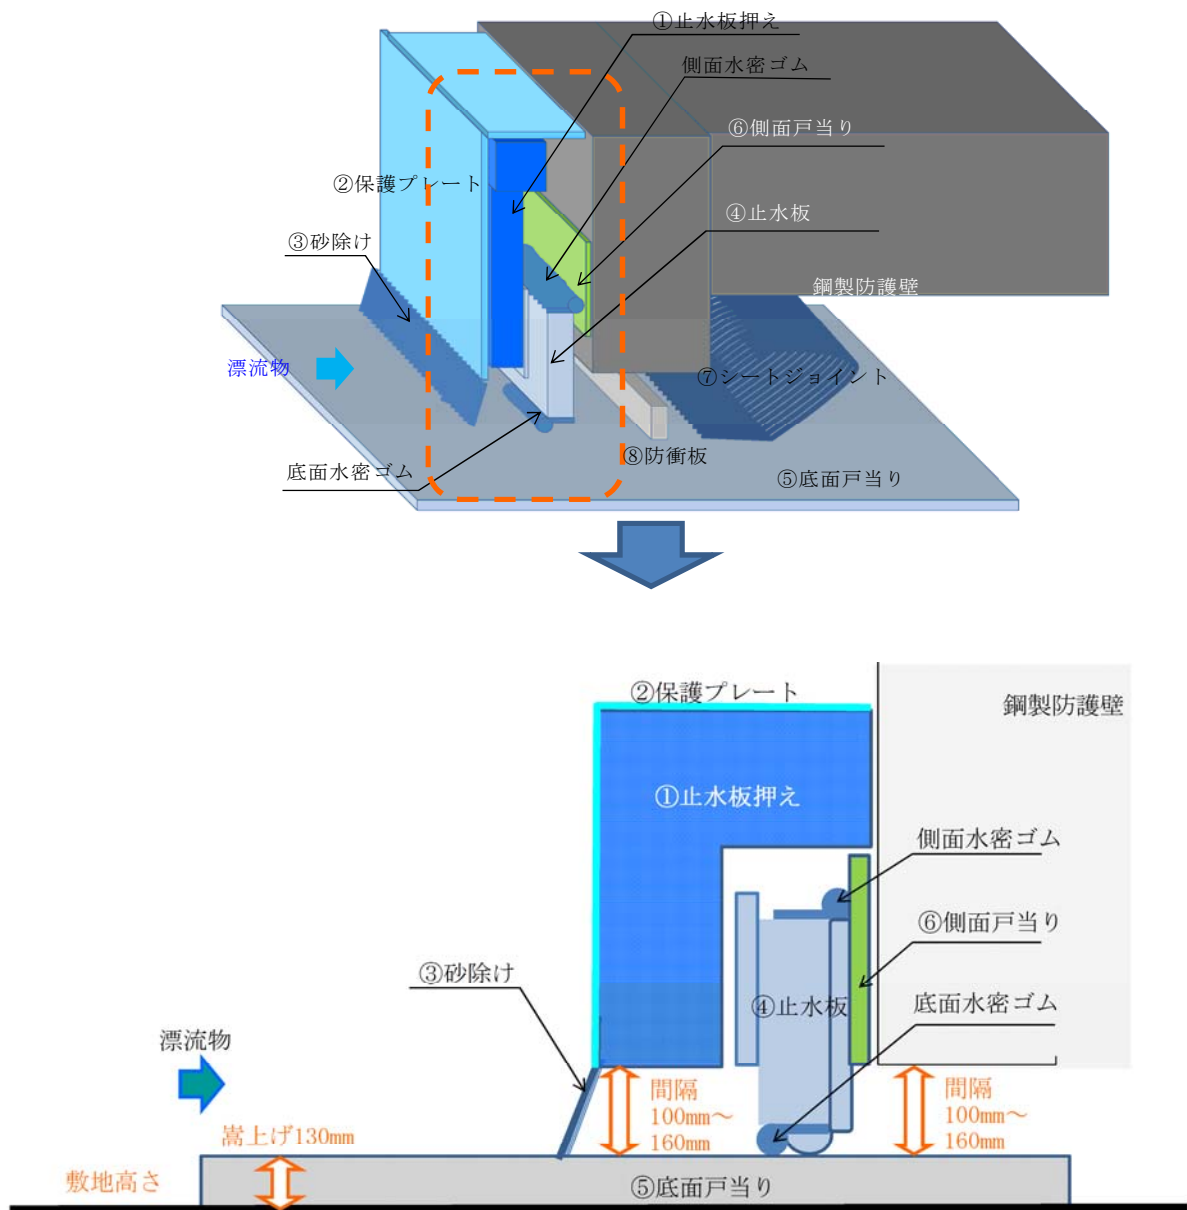 ①止水板押え
側面水密ゴム
⑥側面戸当り
②保護プレート
④止水板
③砂除け
鋼製防護壁
漂流物
⑦シートジョイント
⑧防衝板
底面水密ゴム
⑤底面戸当り
②保護プレート
鋼製防護壁
①止水板押え
側面水密ゴム
⑥側面戸当り
③砂除け
④止水板
底面水密ゴム
漂流物
間隔
100mm～
160mm
間隔
100mm～
160mm
嵩上げ130mm
敷地高さ
⑤底面戸当り